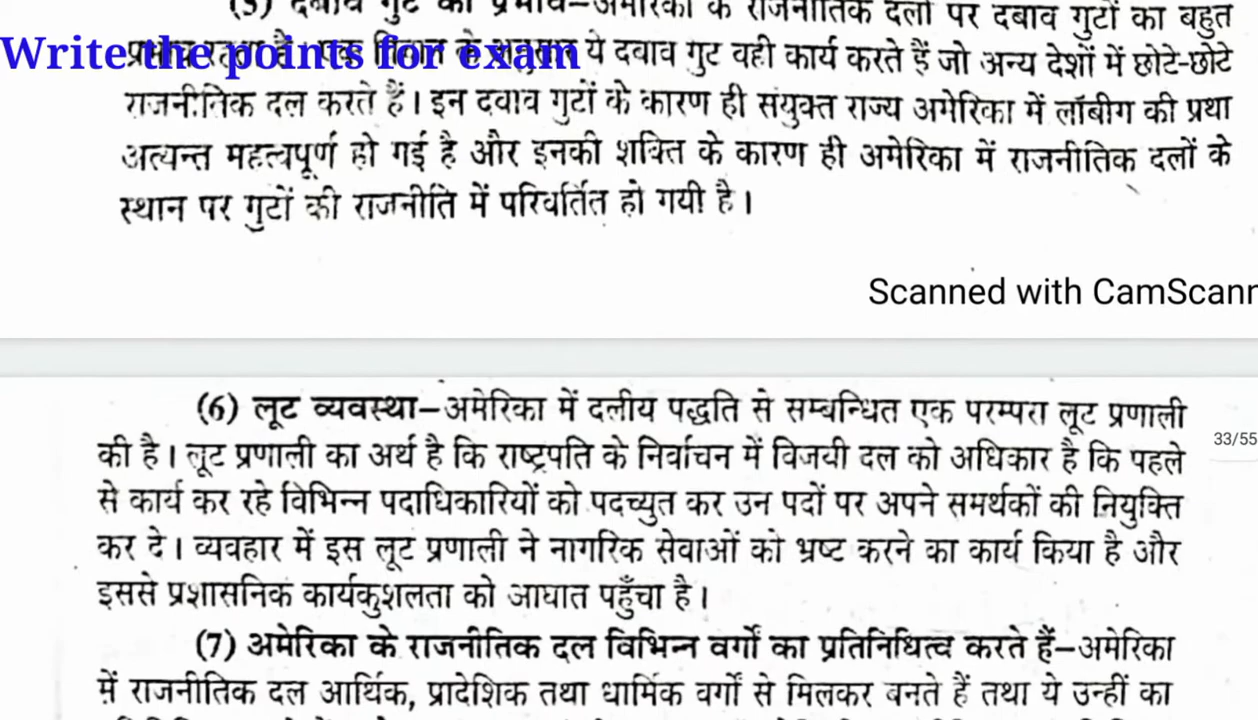 (5) दबाव गुट का प्रभाव–अमेरिका के राजनीतिक दलों पर दबाव गुटों का बहुत
Write the points for exam
के अनुसार ये दवाव गुट वही कार्य करते हैं जो अन्य देशों में छोटे-छोटे
राजनीतिक दल करते हैं। इन दवाव गुटों के कारण ही संयुक्त राज्य अमेरिका में लॉबीग की प्रथा
अत्यन्त महत्वपूर्ण हो गई है और इनकी शक्ति के कारण ही अमेरिका में राजनीतिक दलों के
स्थान पर गुटों की राजनीति में परिवर्तित हो गयी है।
Scanned with CamScann
(6) लूट व्यवस्था–अमेरिका में दलीय पद्धति से सम्बन्धित एक परम्परा लूट प्रणाली
33/55
की है। लूट प्रणाली का अर्थ है कि राष्ट्रपति के निर्वाचन में विजयी दल को अधिकार है कि पहले
से कार्य कर रहे विभिन्न पदाधिकारियों को पदच्युत कर उन पदों पर अपने समर्थकों की नियुक्ति
कर दे। व्यवहार में इस लूट प्रणाली ने नागरिक सेवाओं को भ्रष्ट करने का कार्य किया है और
इससे प्रशासनिक कार्यकुशलता को आघात पहुँचा है।
(7) अमेरिका के राजनीतिक दल विभिन्न वर्गों का प्रतिनिधित्व करते हैं–अमेरिका
में राजनीतिक दल आर्थिक, प्रादेशिक तथा धार्मिक वर्गों से मिलकर बनते हैं तथा ये उन्हीं का